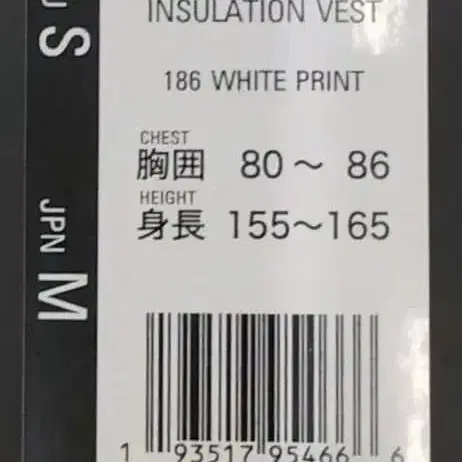 INSULATION VEST
186 WHITE PRINT
CHEST
胸囲 80～ 86
HEIGHT
身長 155～165
S
JPN M
1 93517 95466 6